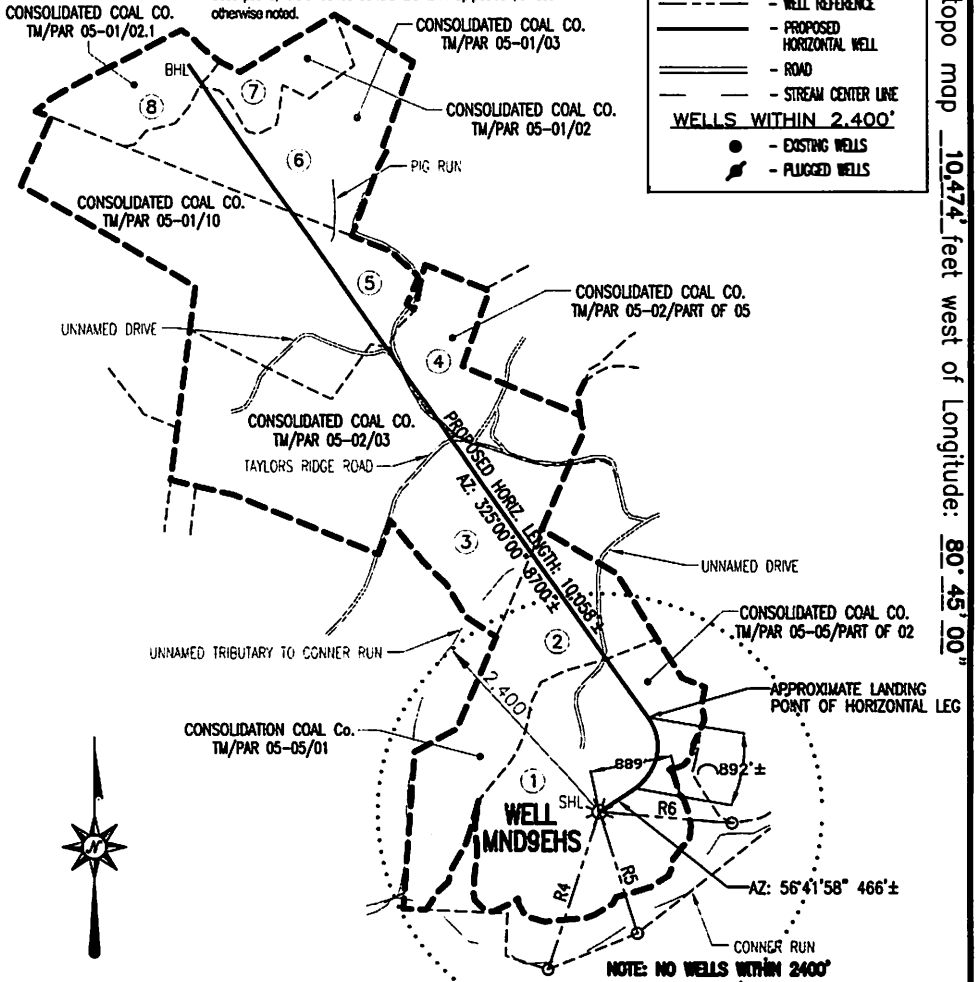 otherwise noted.
CONSOLIDATED COAL CO.
TM/PAR 05-01/02.1
CONSOLIDATED COAL CO.
TM/PAR 05-01/03
- WELL REFERENCE
- PROPOSED
HORIZONTAL WELL
- ROAD
- STREAM CENTER LINE
WELLS WITHIN 2,400'
- EXISTING WELLS
- PLUGGED WELLS
topo map 10,474' feet west of Longitude: 80° 45' 00"
BHL
8
7
CONSOLIDATED COAL CO.
TM/PAR 05-01/02
6
PIG RUN
CONSOLIDATED COAL CO.
TM/PAR 05-01/10
5
CONSOLIDATED COAL CO.
TM/PAR 05-02/PART OF 05
UNNAMED DRIVE
4
CONSOLIDATED COAL CO.
TM/PAR 05-02/03
TAYLORS RIDGE ROAD
PROPOSED HORIZ. LENGTH: 10,058'±
AZ: 325°00'00" 8700'±
3
UNNAMED DRIVE
CONSOLIDATED COAL CO.
TM/PAR 05-05/PART OF 02
2
UNNAMED TRIBUTARY TO CONNER RUN
2,400'
APPROXIMATE LANDING
POINT OF HORIZONTAL LEG
CONSOLIDATION COAL Co.
TM/PAR 05-05/01
889'
892'±
1
SHL
WELL
MND9EHS
R6
R5
R4
AZ: 56°41'58" 466'±
N
CONNER RUN
NOTE: NO WELLS WITHIN 2400'